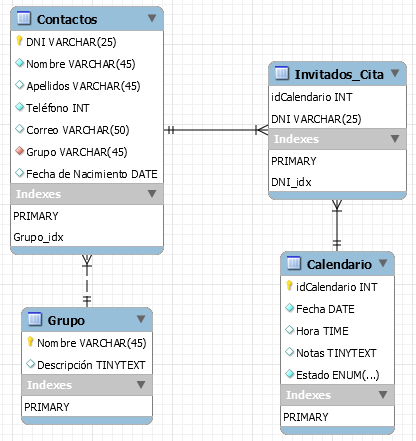 Contactos
DNI VARCHAR(25)
Nombre VARCHAR(45)
Apellidos VARCHAR(45)
Teléfono INT
Correo VARCHAR(50)
Grupo VARCHAR(45)
Fecha de Nacimiento DATE
Indexes
PRIMARY
Grupo_idx
Invitados_Cita
idCalendario INT
DNI VARCHAR(25)
Indexes
PRIMARY
DNI_idx
Grupo
Nombre VARCHAR(45)
Descripción TINYTEXT
Indexes
PRIMARY
Calendario
idCalendario INT
Fecha DATE
Hora TIME
Notas TINYTEXT
Estado ENUM(...)
Indexes
PRIMARY